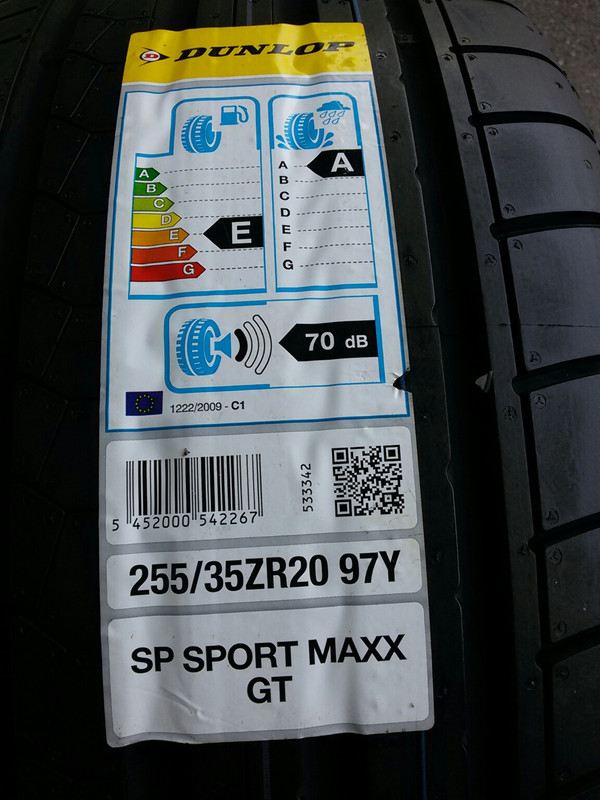 DUNLOP
A
B
C
D
E
F
G
E
A
B
C
D
E
F
G
A
70 dB
1222/2009 - C1
5 452000 542267
533342
255/35ZR20 97Y
SP SPORT MAXX
GT